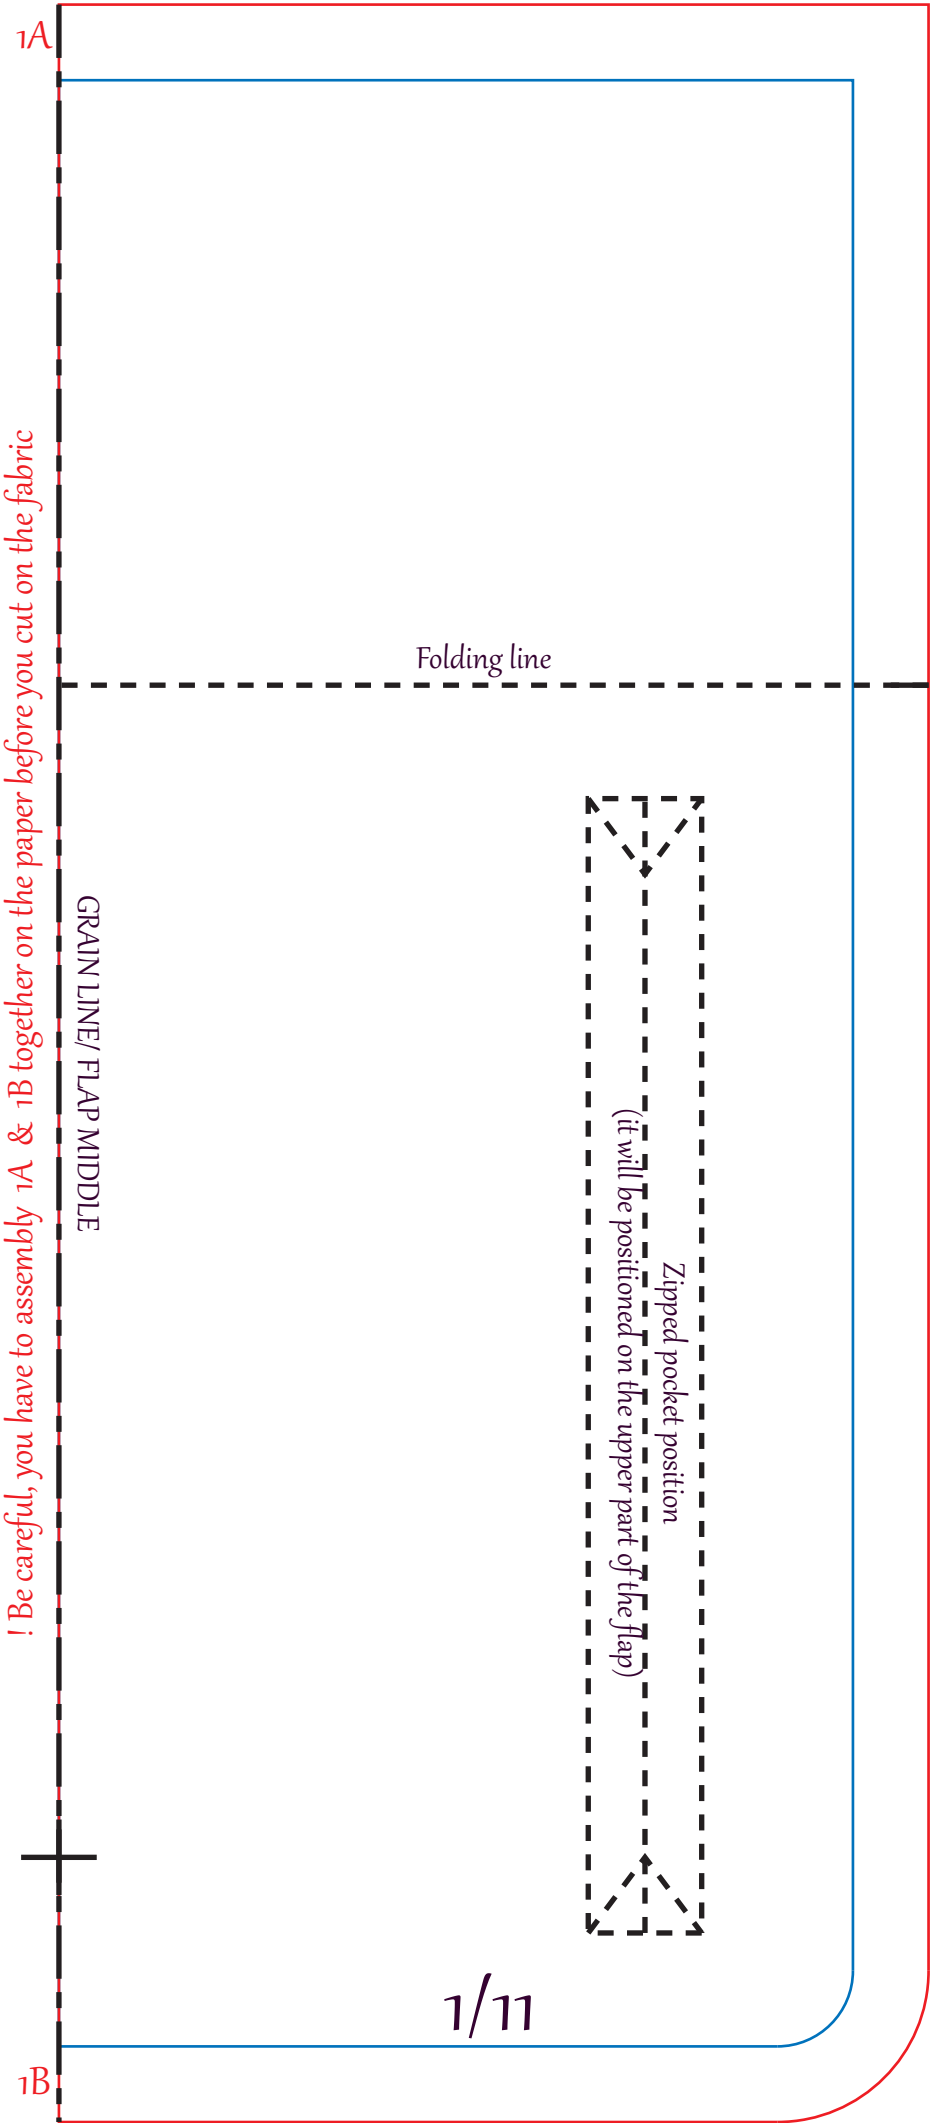 1A
! Be careful, you have to assembly 1A & 1B together on the paper before you cut on the fabric
Folding line
GRAIN LINE/ FLAP MIDDLE
Zipped pocket position
(it will be positioned on the upper part of the flap)
1/11
1B